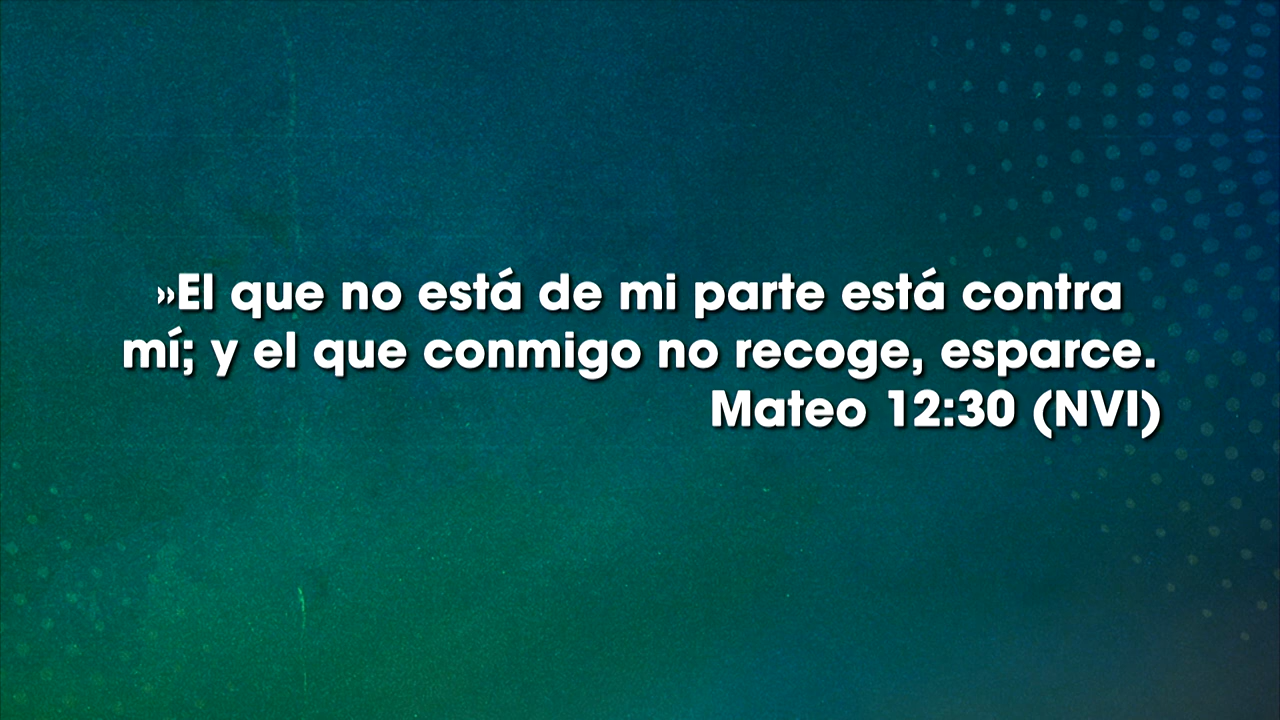 »El que no está de mi parte está contra
mí; y el que conmigo no recoge, esparce.
Mateo 12:30 (NVI)